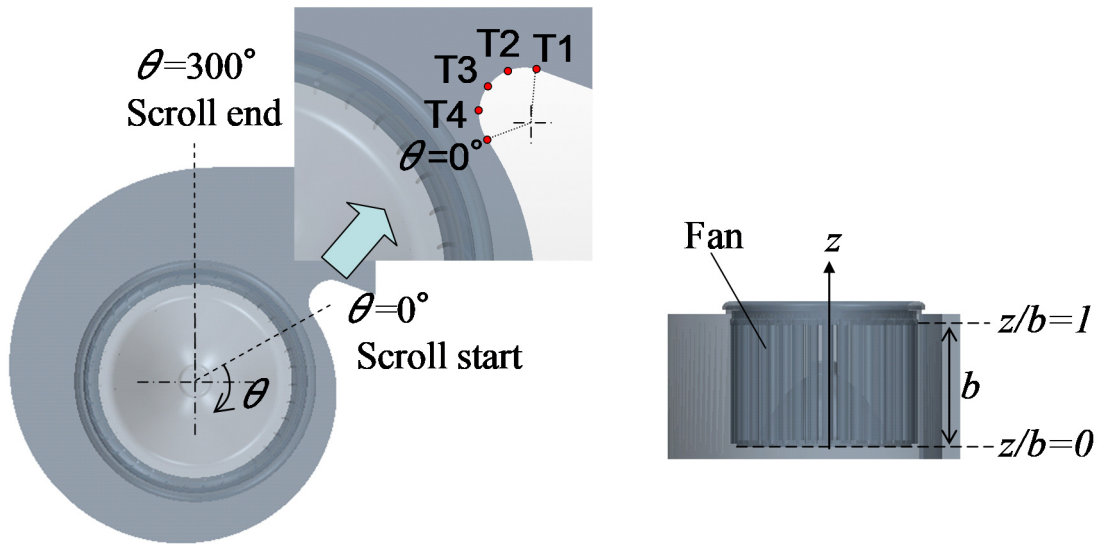 θ=300°
Scroll end
T1
T2
T3
T4
θ=0°
θ=0°
Scroll start
θ
Fan
z
z/b=1
b
z/b=0